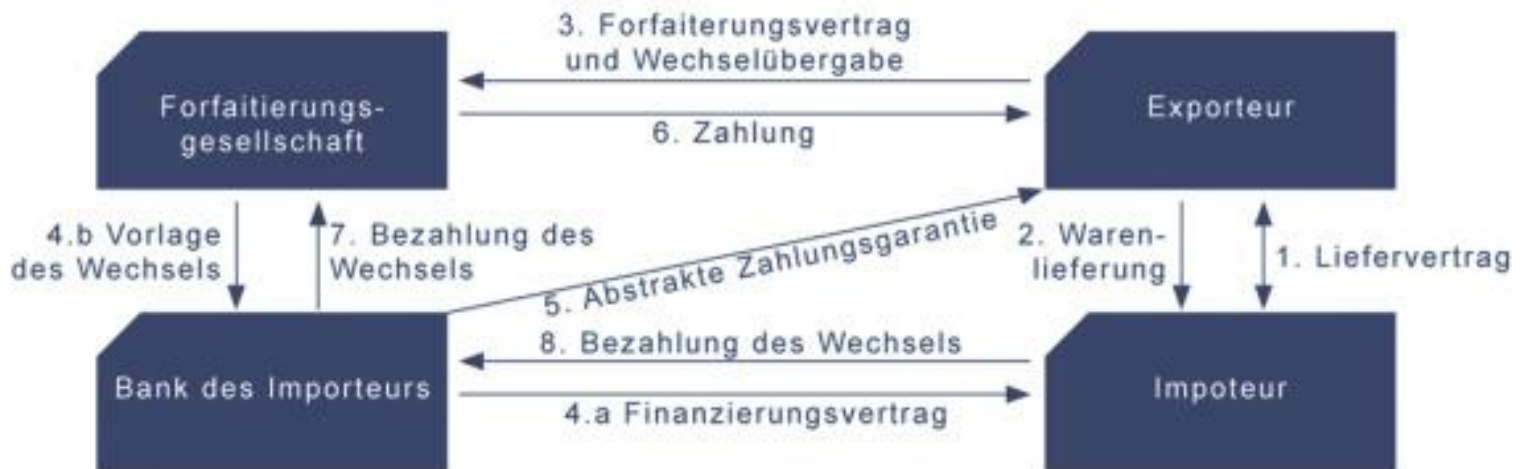 3. Forfaiterungsvertrag
und Wechselübergabe
Forfaitierungs-
gesellschaft
Exporteur
6. Zahlung
4.b Vorlage
des Wechsels
7. Bezahlung des
Wechsels
5. Abstrakte Zahlungsgarantie
2. Waren-
lieferung
1. Liefervertrag
8. Bezahlung des Wechsels
Bank des Importeurs
Impoteur
4.a Finanzierungsvertrag